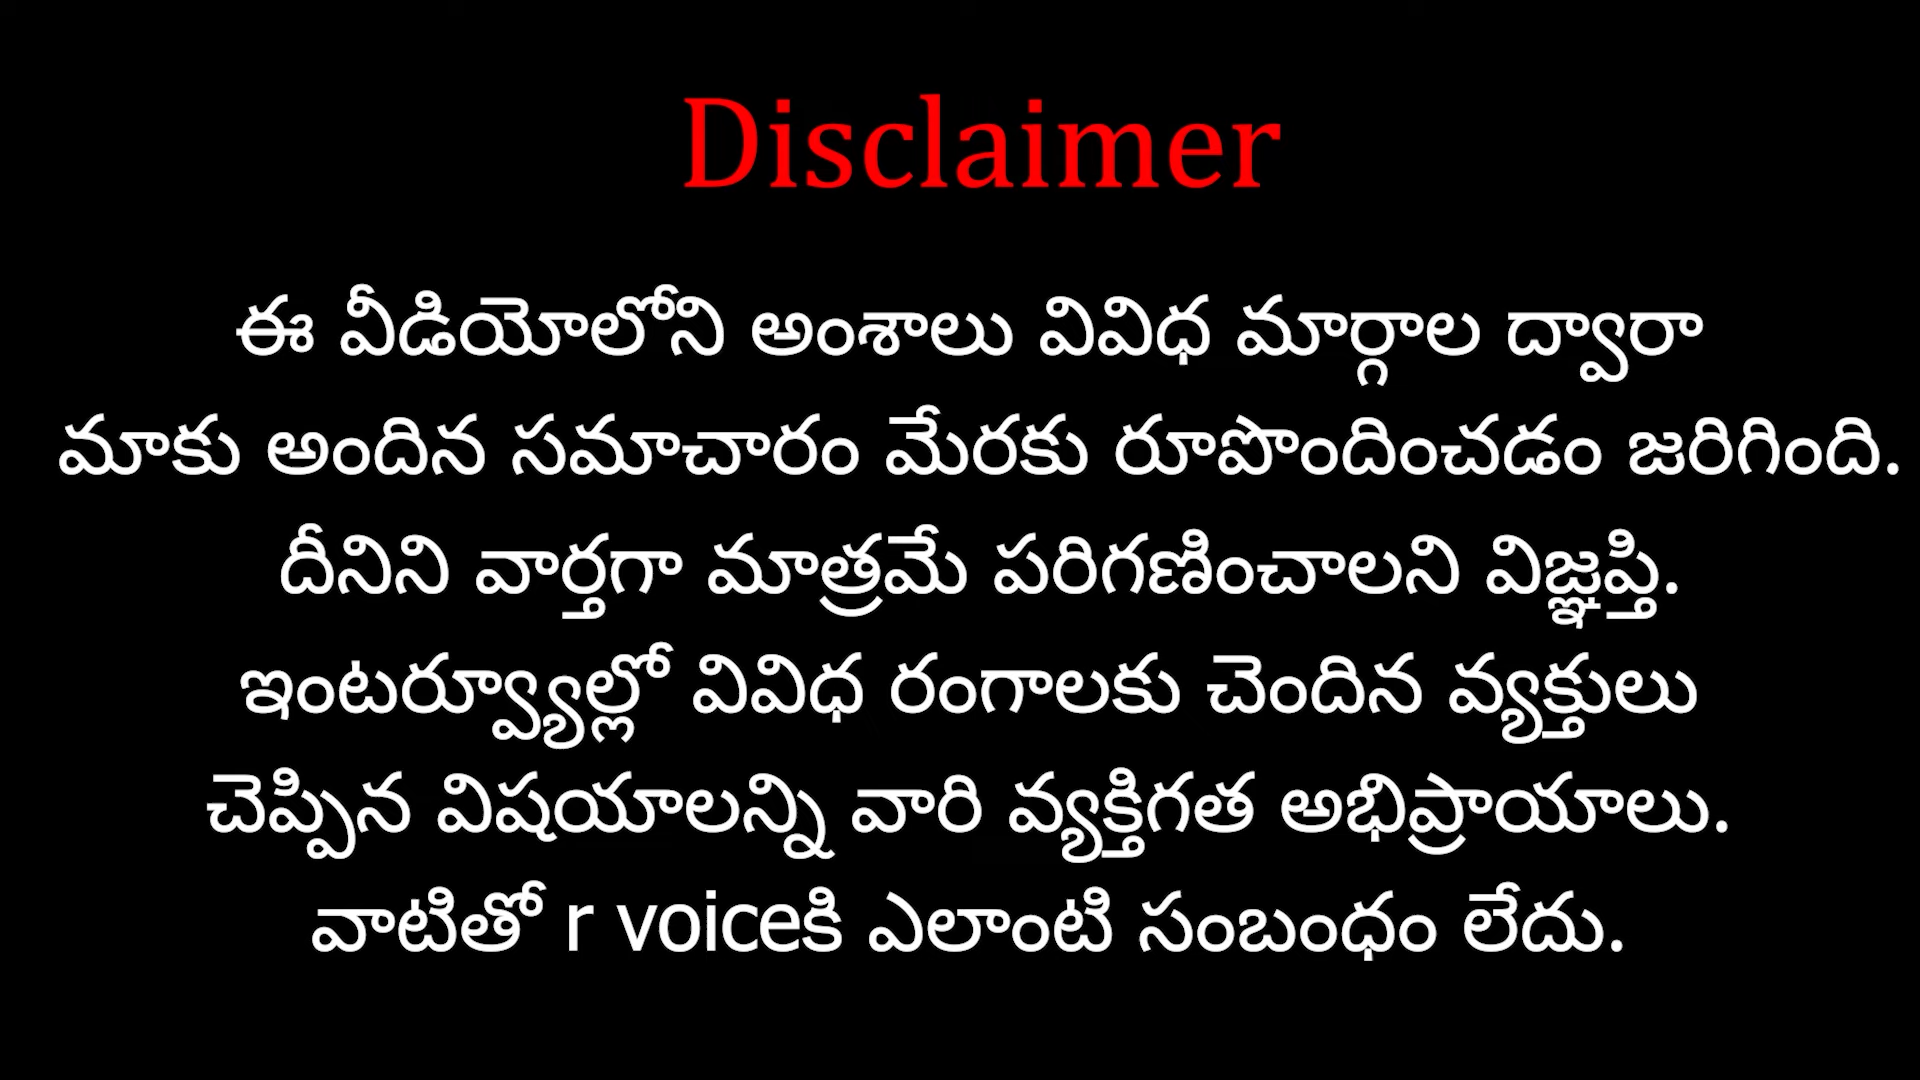 Disclaimer
ఈ వీడియోలోని అంశాలు వివిధ మార్గాల ద్వారా
మాకు అందిన సమాచారం మేరకు రూపొందించడం జరిగింది.
దీనిని వార్తగా మాత్రమే పరిగణించాలని విజ్ఞప్తి.
ఇంటర్వ్యూల్లో వివిధ రంగాలకు చెందిన వ్యక్తులు
చెప్పిన విషయాలన్ని వారి వ్యక్తిగత అభిప్రాయాలు.
వాటితో r voiceకి ఎలాంటి సంబంధం లేదు.